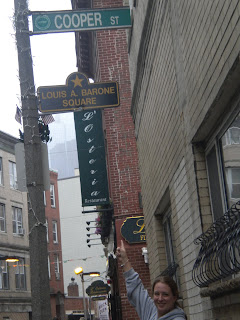 COOPER ST
LOUIS A. BARONE
SQUARE
L'Osteria
Restaurant